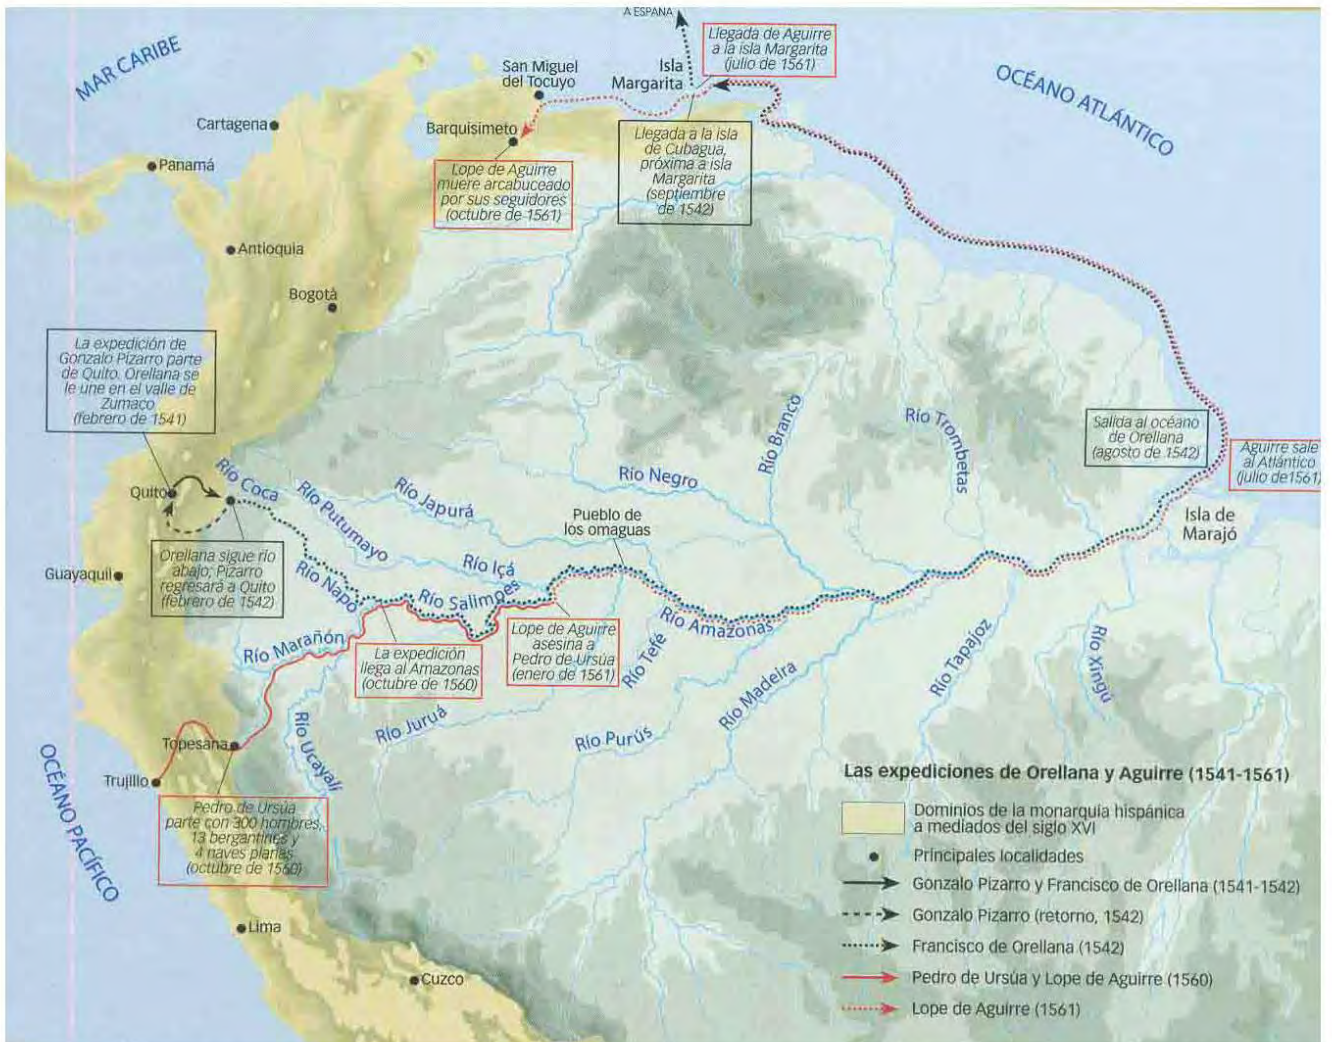 A ESPAÑA
Llegada de Aguirre
a la isla Margarita
(julio de 1561)
MAR CARIBE
San Miguel
del Tocuyo
Isla
Margarita
OCÉANO ATLÁNTICO
Cartagena
Barquisimeto
Llegada a la isla
de Cubagua,
próxima a isla
Margarita
(septiembre
de 1542)
Panamá
Lope de Aguirre
muere arcabuceado
por sus seguidores
(octubre de 1561)
Antioquia
Bogotá
La expedición de
Gonzalo Pizarro parte
de Quito. Orellana se
le une en el valle de
Zumaco
(febrero de 1541)
Río Branco
Río Trombetas
Salida al océano
de Orellana
(agosto de 1542)
Aguirre sale
al Atlántico
(julio de1561)
Quito
Río Coca
Río Putumayo
Río Japurá
Río Negro
Pueblo de
los omaguas
Isla de
Marajó
Orellana sigue río
abajo; Pizarro
regresará a Quito
(febrero de 1542)
Guayaquil
Río Napo
Río Içá
Río Salimoes
Río Amazonas
Lope de Aguirre
asesina a
Pedro de Ursúa
(enero de 1561)
Río Marañón
La expedición
llega al Amazonas
(octubre de 1560)
Río Tefé
Río Madeira
Río Tapajoz
Río Xingú
Río Juruá
Río Purús
Río Ucayalí
OCÉANO PACÍFICO
Topesana
Trujillo
Pedro de Ursúa
parte con 300 hombres,
13 bergantines y
4 naves planas
(octubre de 1560)
Lima
Cuzco
Las expediciones de Orellana y Aguirre (1541-1561)
Dominios de la monarquía hispánica
a mediados del siglo XVI
Principales localidades
Gonzalo Pizarro y Francisco de Orellana (1541-1542)
Gonzalo Pizarro (retorno, 1542)
Francisco de Orellana (1542)
Pedro de Ursúa y Lope de Aguirre (1560)
Lope de Aguirre (1561)